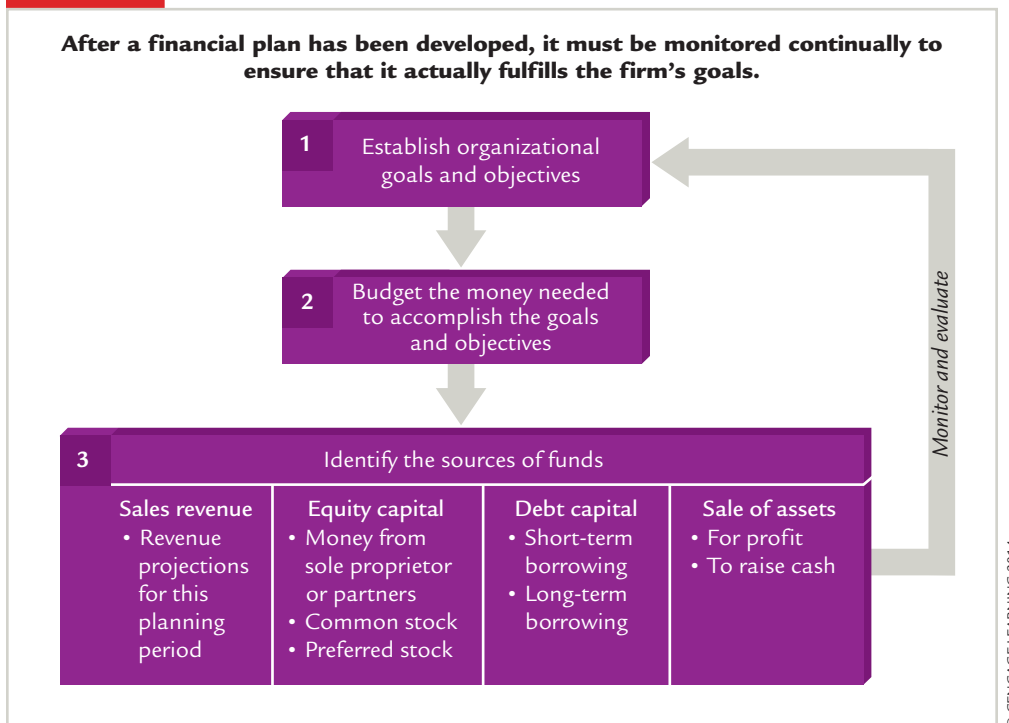 After a financial plan has been developed, it must be monitored continually to
ensure that it actually fulfills the firm's goals.
1
Establish organizational
goals and objectives
2
Budget the money needed
to accomplish the goals
and objectives
Monitor and evaluate
3
Identify the sources of funds
Sales revenue
• Revenue
projections
for this
planning
period
Equity capital
• Money from
sole proprietor
or partners
• Common stock
• Preferred stock
Debt capital
• Short-term
borrowing
• Long-term
borrowing
Sale of assets
• For profit
• To raise cash
CENGAGE LEARNING